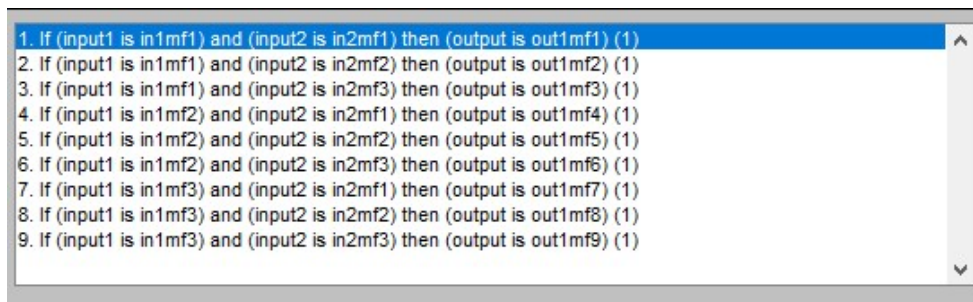 1. If (input1 is in1mf1) and (input2 is in2mf1) then (output is out1mf1) (1)
2. If (input1 is in1mf1) and (input2 is in2mf2) then (output is out1mf2) (1)
3. If (input1 is in1mf1) and (input2 is in2mf3) then (output is out1mf3) (1)
4. If (input1 is in1mf2) and (input2 is in2mf1) then (output is out1mf4) (1)
5. If (input1 is in1mf2) and (input2 is in2mf2) then (output is out1mf5) (1)
6. If (input1 is in1mf2) and (input2 is in2mf3) then (output is out1mf6) (1)
7. If (input1 is in1mf3) and (input2 is in2mf1) then (output is out1mf7) (1)
8. If (input1 is in1mf3) and (input2 is in2mf2) then (output is out1mf8) (1)
9. If (input1 is in1mf3) and (input2 is in2mf3) then (output is out1mf9) (1)